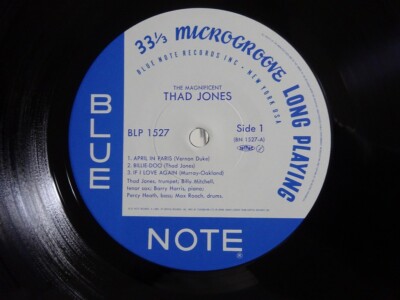 33⅓ MICROGROOVE LONG PLAYING
BLUE NOTE RECORDS INC • NEW YORK USA
THE MAGNIFICENT
THAD JONES
BLP 1527
Side 1
(BN 1527-A)
1. APRIL IN PARIS (Vernon Duke)
2. BILLIE-DOO (Thad Jones)
3. IF I LOVE AGAIN (Murray-Oakland)
Thad Jones, trumpet; Billy Mitchell,
tenor sax; Barry Harris, piano;
Percy Heath, bass; Max Roach, drums.
BLUE
NOTE
®